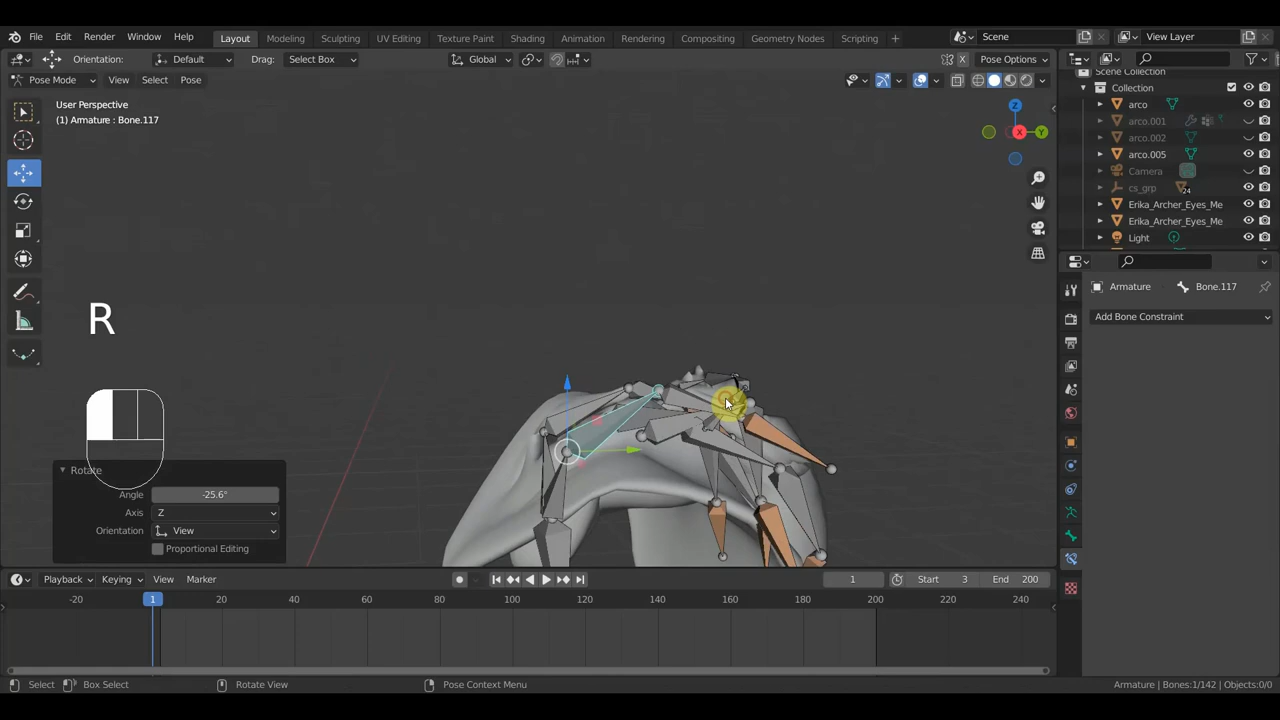 File Edit Render Window Help Layout Modeling Sculpting UV Editing Texture Paint Shading Animation Rendering Compositing Geometry Nodes Scripting + Scene View Layer
Orientation: Default Drag: Select Box Global Pose Options
Pose Mode View Select Pose
User Perspective
(1) Armature : Bone.117
Z
X
Y
Scene Collection
Collection
arco
arco.001
arco.002
arco.005
Camera
cs_grp 24
Erika_Archer_Eyes_Me
Erika_Archer_Eyes_Me
Light
Armature Bone.117
Add Bone Constraint
R
Rotate
Angle -25.6°
Axis Z
Orientation View
Proportional Editing
Playback Keying View Marker 1 Start 3 End 200
-20 1 20 40 60 80 100 120 140 160 180 200 220 240
Select Box Select Rotate View Pose Context Menu Armature | Bones:1/142 | Objects:0/0